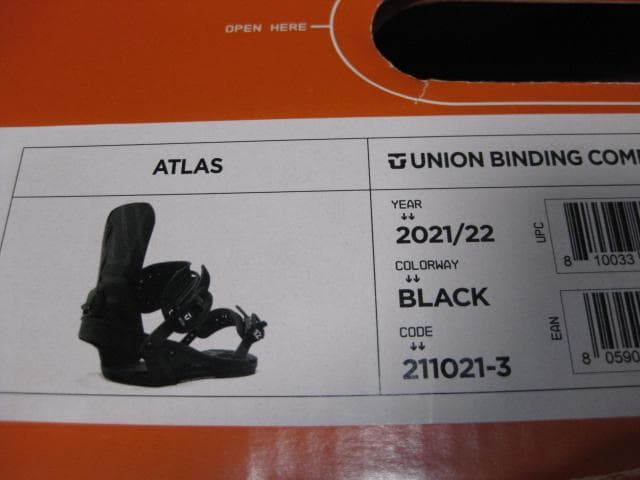 OPEN HERE
ATLAS
UNION BINDING COM
YEAR
↓↓
2021/22
COLORWAY
↓↓
BLACK
CODE
↓↓
211021-3
UPC
8 10033
EAN
8 0590